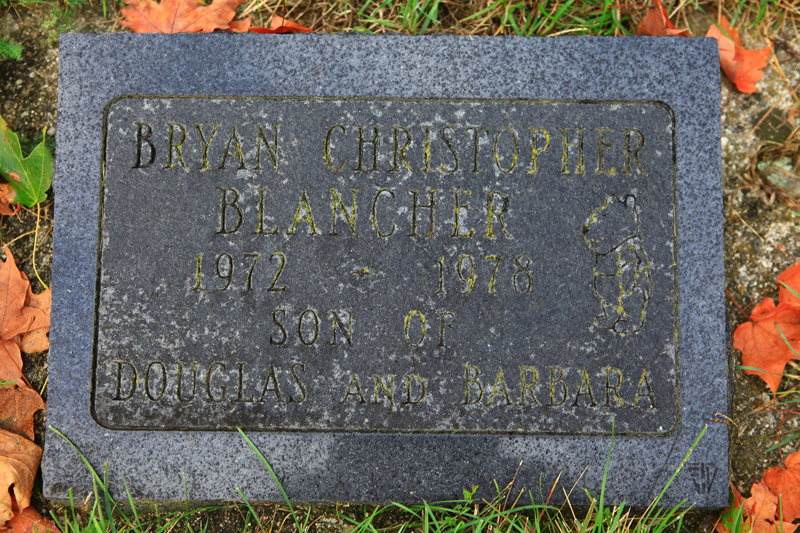 BRYAN CHRISTOPHER
BLANCHER
1972 - 1978
SON OF
DOUGLAS AND BARBARA